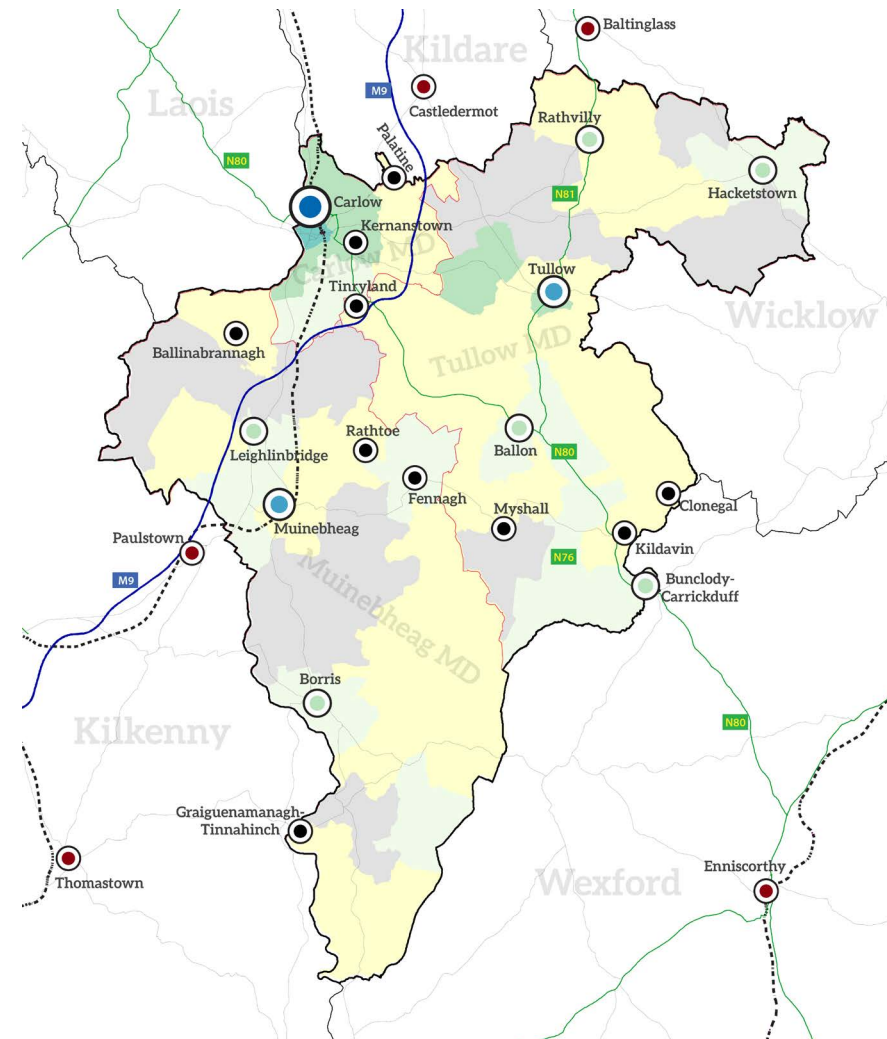 Baltinglass
Kildare
M9
Castledermot
Laois
Rathvilly
Palatine
N80
Hacketstown
N81
Carlow
Kernanstown
Carlow MD
Tullow
Tinryland
Wicklow
Ballinabrannagh
Tullow MD
Rathtoe
Leighlinbridge
Ballon
N80
Fennagh
Myshall
Clonegal
Muinebheag
Paulstown
Kildavin
N76
M9
Bunclody-
Carrickduff
Muinebheag MD
Borris
Kilkenny
N80
Graiguenamanagh-
Tinnahinch
Enniscorthy
Thomastown
Wexford